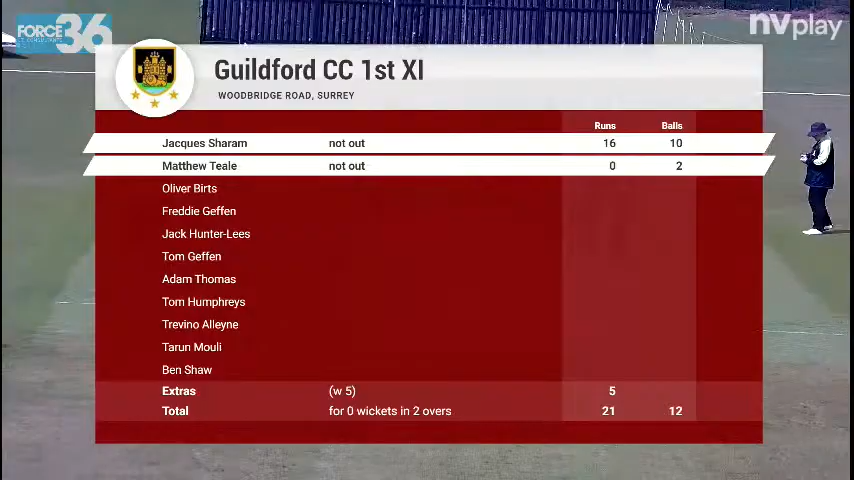 FORCE 36
nvplay
Guildford CC 1st XI
WOODBRIDGE ROAD, SURREY
Runs Balls
Jacques Sharam not out 16 10
Matthew Teale not out 0 2
Oliver Birts
Freddie Geffen
Jack Hunter-Lees
Tom Geffen
Adam Thomas
Tom Humphreys
Trevino Alleyne
Tarun Mouli
Ben Shaw
Extras (w 5) 5
Total for 0 wickets in 2 overs 21 12